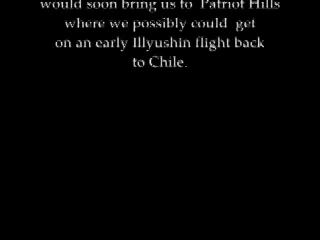 would soon bring us to Patriot Hills
where we possibly could get
on an early Illyushin flight back
to Chile.